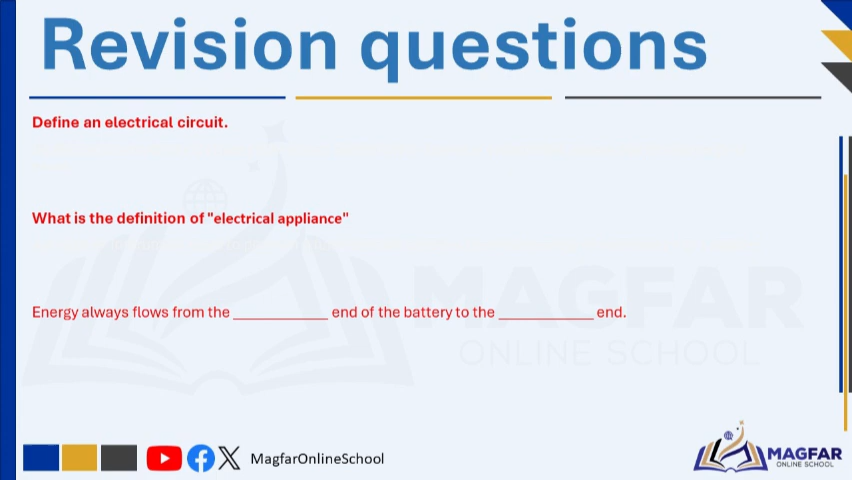 Revision questions
Define an electrical circuit.
What is the definition of "electrical appliance"
Energy always flows from the ____________ end of the battery to the ____________ end.
MAGFAR
ONLINE SCHOOL
MagfarOnlineSchool
MAGFAR
ONLINE SCHOOL